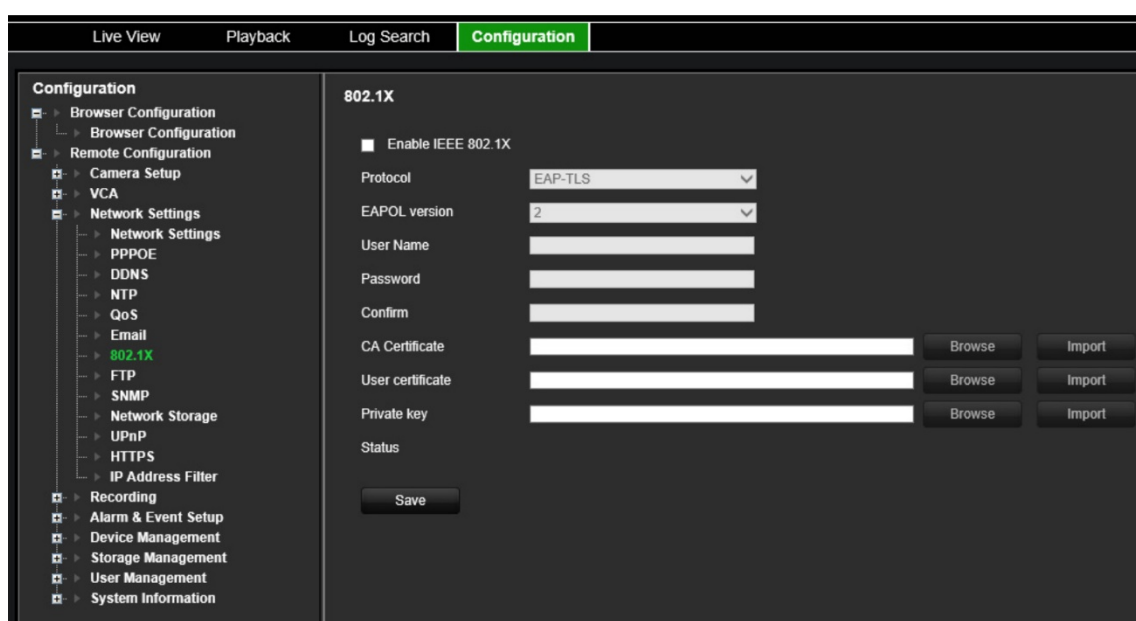 Live View Playback Log Search Configuration
Configuration
Browser Configuration
Browser Configuration
Remote Configuration
Camera Setup
VCA
Network Settings
Network Settings
PPPOE
DDNS
NTP
QoS
Email
802.1X
FTP
SNMP
Network Storage
UPnP
HTTPS
IP Address Filter
Recording
Alarm & Event Setup
Device Management
Storage Management
User Management
System Information
802.1X
Enable IEEE 802.1X
Protocol EAP-TLS
EAPOL version 2
User Name
Password
Confirm
CA Certificate Browse Import
User certificate Browse Import
Private key Browse Import
Status
Save